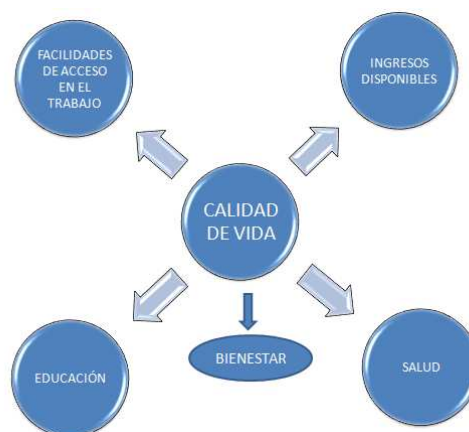 FACILIDADES
DE ACCESO
EN EL
TRABAJO
INGRESOS
DISPONIBLES
CALIDAD
DE VIDA
EDUCACIÓN
BIENESTAR
SALUD